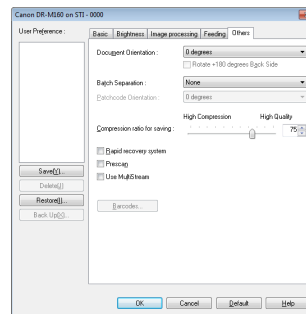 Canon DR-M160 on STI - 0000
User Preference :
Basic Brightness Image processing Feeding Others
Document Orientation : 0 degrees
Rotate +180 degrees Back Side
Batch Separation : None
Patchcode Orientation : 0 degrees
High Compression High Quality
Compression ratio for saving : 75
Rapid recovery system
Prescan
Use MultiStream
Save(Y)...
Delete(J)
Restore(I)...
Back Up(X)...
Barcodes...
OK Cancel Default Help